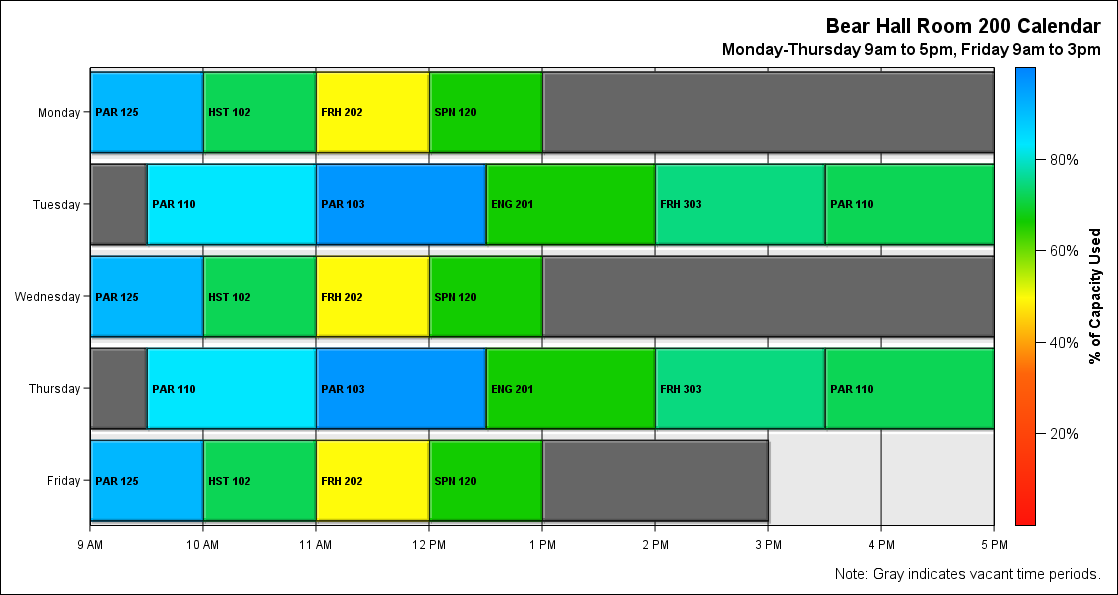 Bear Hall Room 200 Calendar
Monday-Thursday 9am to 5pm, Friday 9am to 3pm
Monday
PAR 125
HST 102
FRH 202
SPN 120
Tuesday
PAR 110
PAR 103
ENG 201
FRH 303
PAR 110
Wednesday
PAR 125
HST 102
FRH 202
SPN 120
Thursday
PAR 110
PAR 103
ENG 201
FRH 303
PAR 110
Friday
PAR 125
HST 102
FRH 202
SPN 120
9 AM
10 AM
11 AM
12 PM
1 PM
2 PM
3 PM
4 PM
5 PM
80%
60%
40%
20%
% of Capacity Used
Note: Gray indicates vacant time periods.